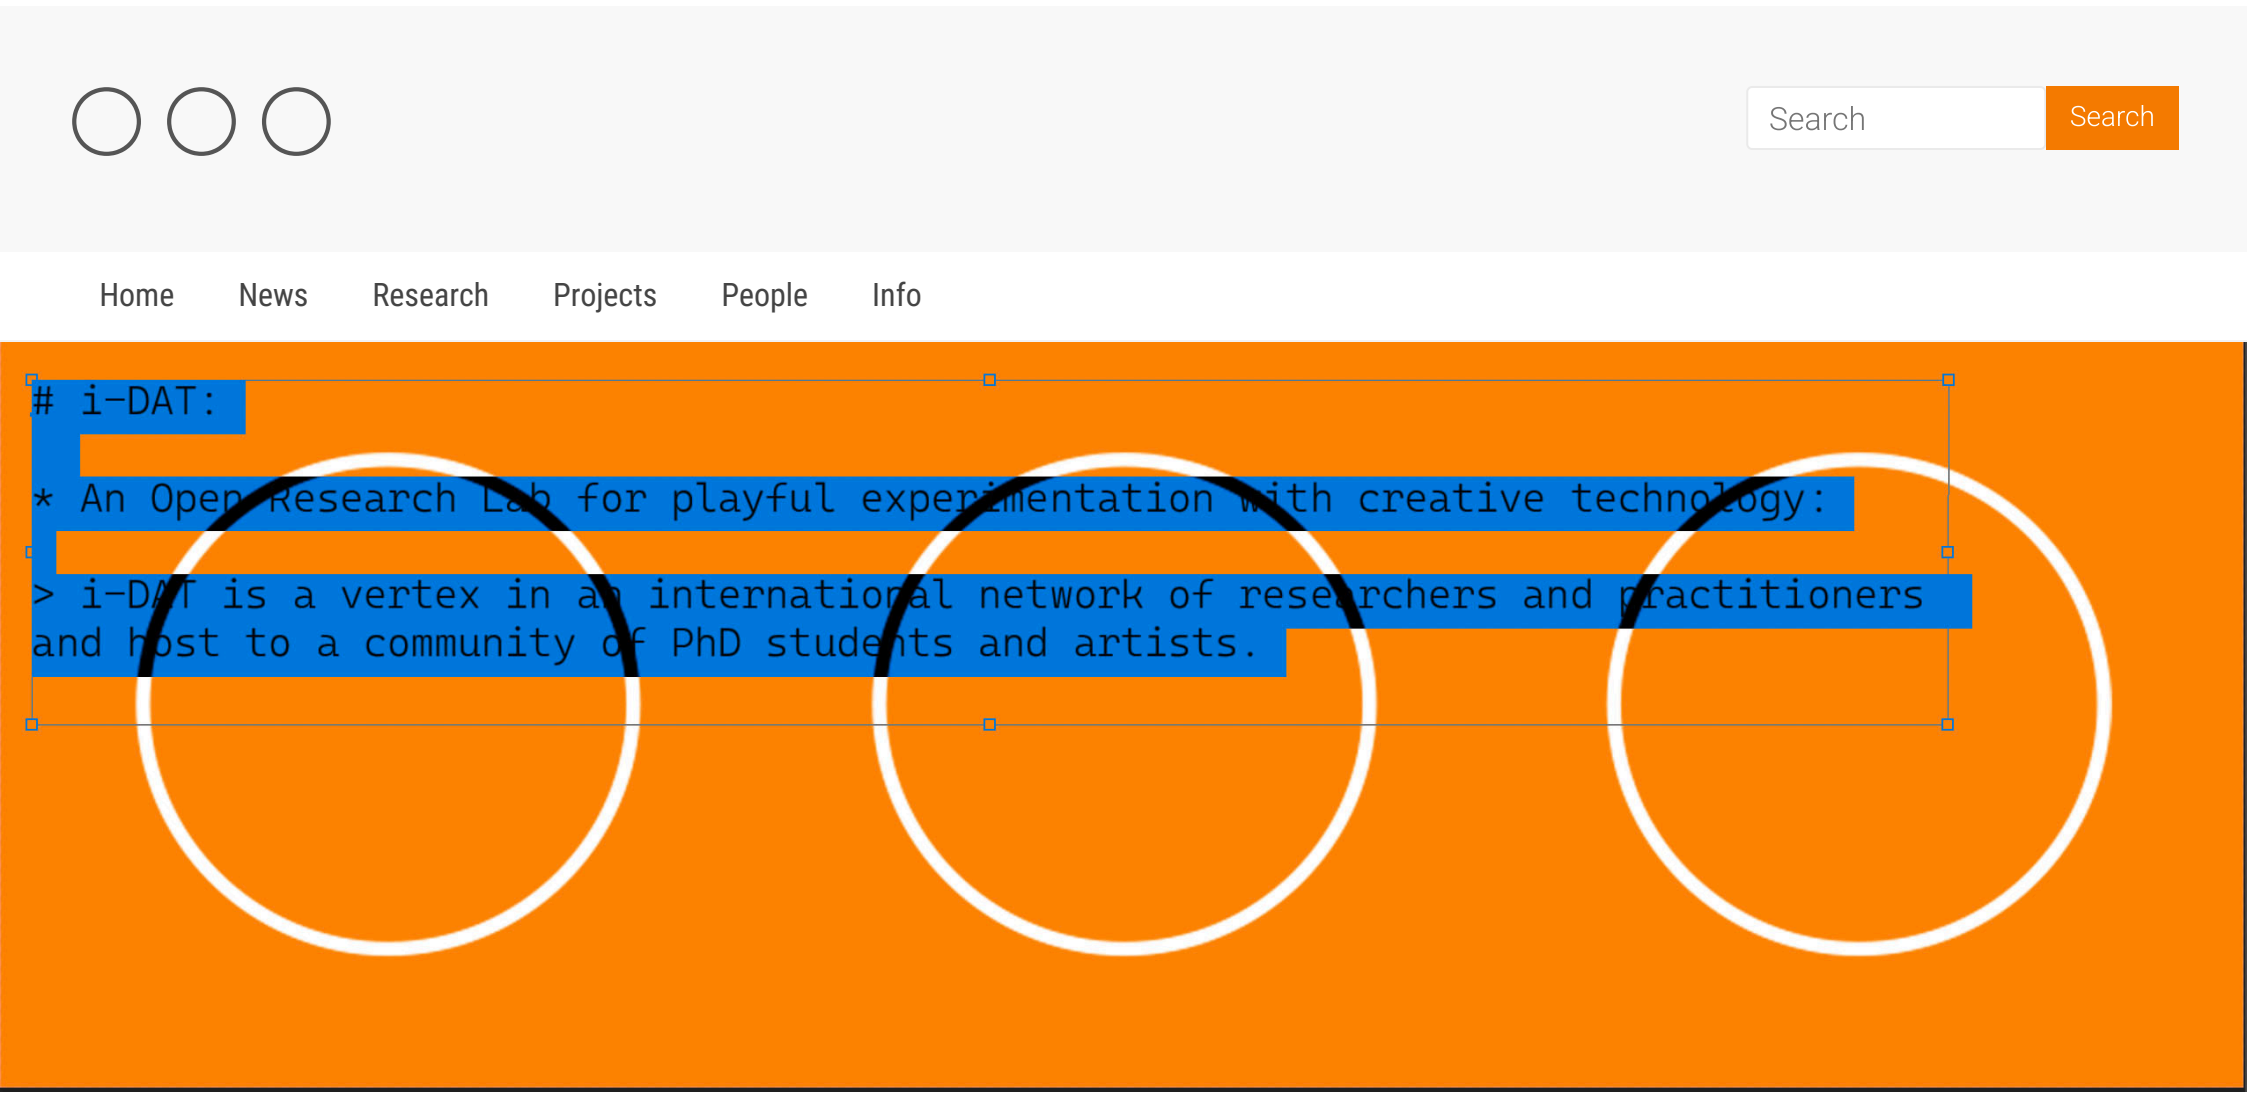 Search Search
Home News Research Projects People Info
# i-DAT:
* An Open Research Lab for playful experimentation with creative technology:
> i-DAT is a vertex in an international network of researchers and practitioners
and host to a community of PhD students and artists.